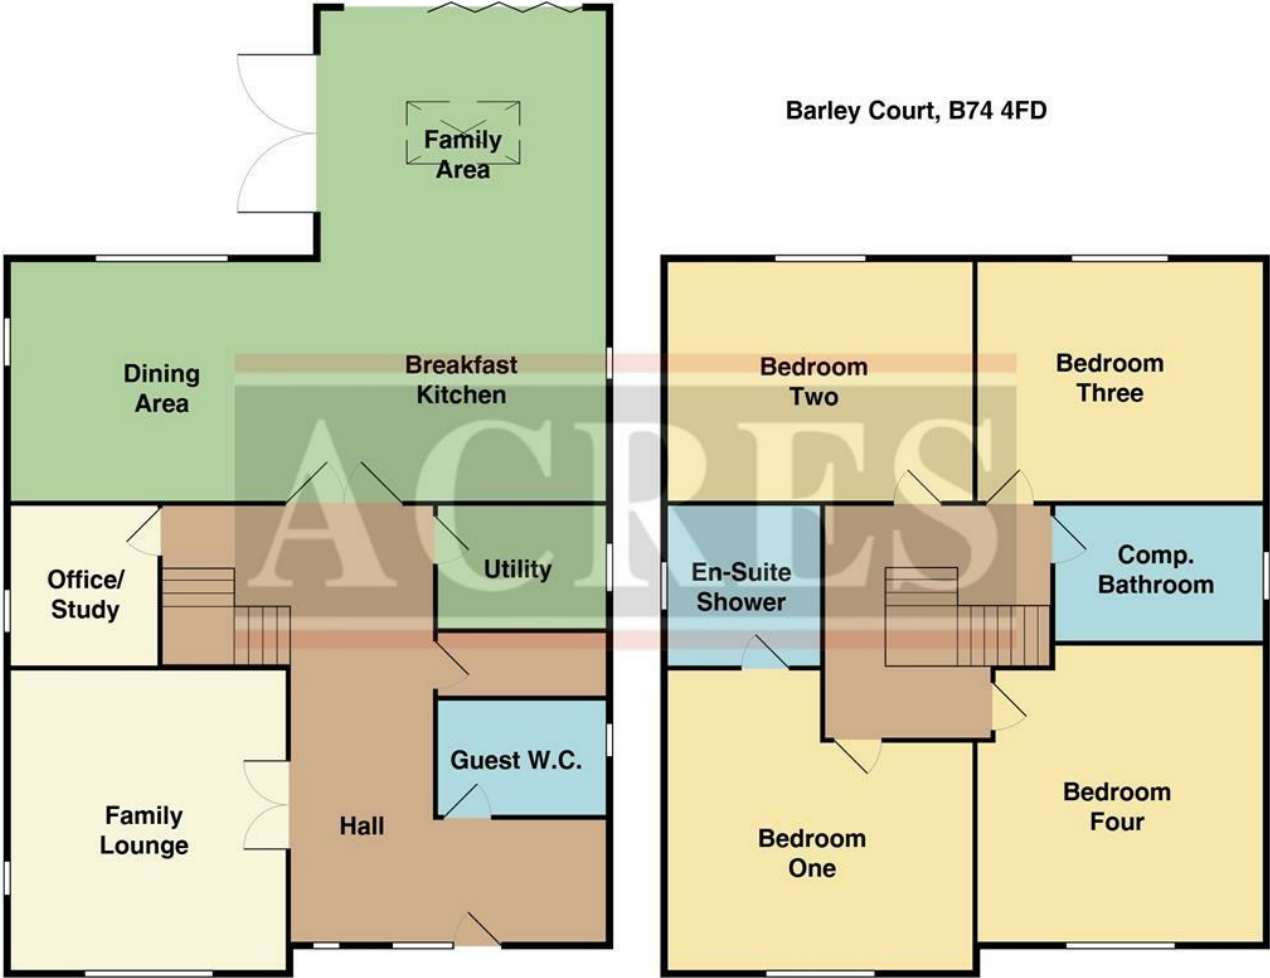 Barley Court, B74 4FD
Family
Area
Dining
Area
Breakfast
Kitchen
Office/
Study
Utility
Guest W.C.
Family
Lounge
Hall
Bedroom
Two
Bedroom
Three
En-Suite
Shower
Comp.
Bathroom
Bedroom
One
Bedroom
Four
ACRES